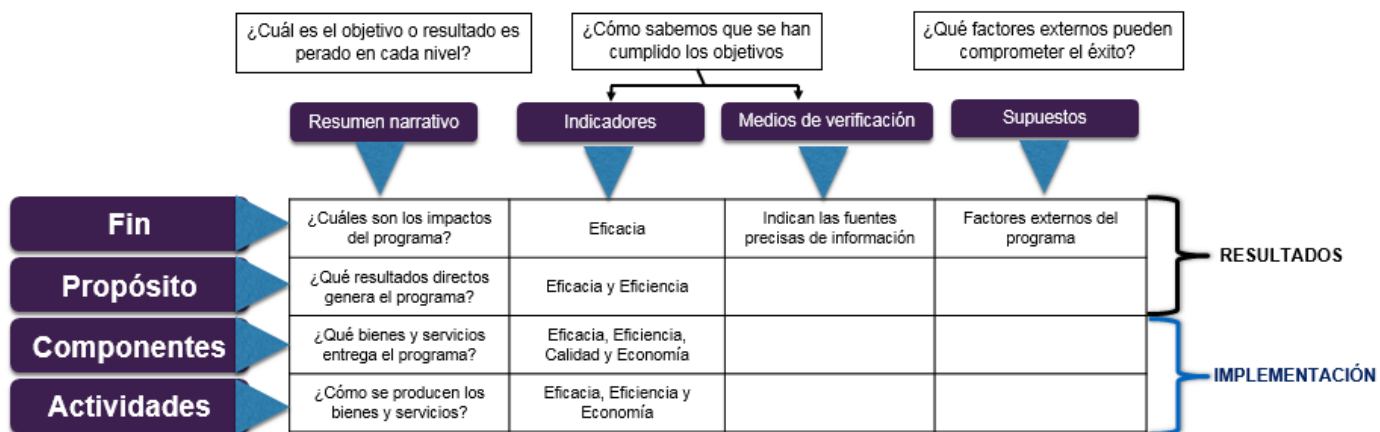 ¿Cuál es el objetivo o resultado es
perado en cada nivel?
¿Cómo sabemos que se han
cumplido los objetivos
¿Qué factores externos pueden
comprometer el éxito?
Resumen narrativo
Indicadores
Medios de verificación
Supuestos
Fin
¿Cuáles son los impactos
del programa?
Eficacia
Indican las fuentes
precisas de información
Factores externos del
programa
RESULTADOS
Propósito
¿Qué resultados directos
genera el programa?
Eficacia y Eficiencia
Componentes
¿Qué bienes y servicios
entrega el programa?
Eficacia, Eficiencia,
Calidad y Economía
IMPLEMENTACIÓN
Actividades
¿Cómo se producen los
bienes y servicios?
Eficacia, Eficiencia y
Economía